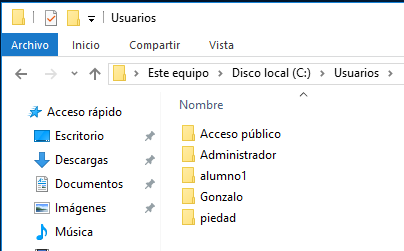 Usuarios
Archivo Inicio Compartir Vista
Este equipo Disco local (C:) Usuarios
Nombre
Acceso rápido
Escritorio
Descargas
Documentos
Imágenes
Música
Acceso público
Administrador
alumno1
Gonzalo
piedad